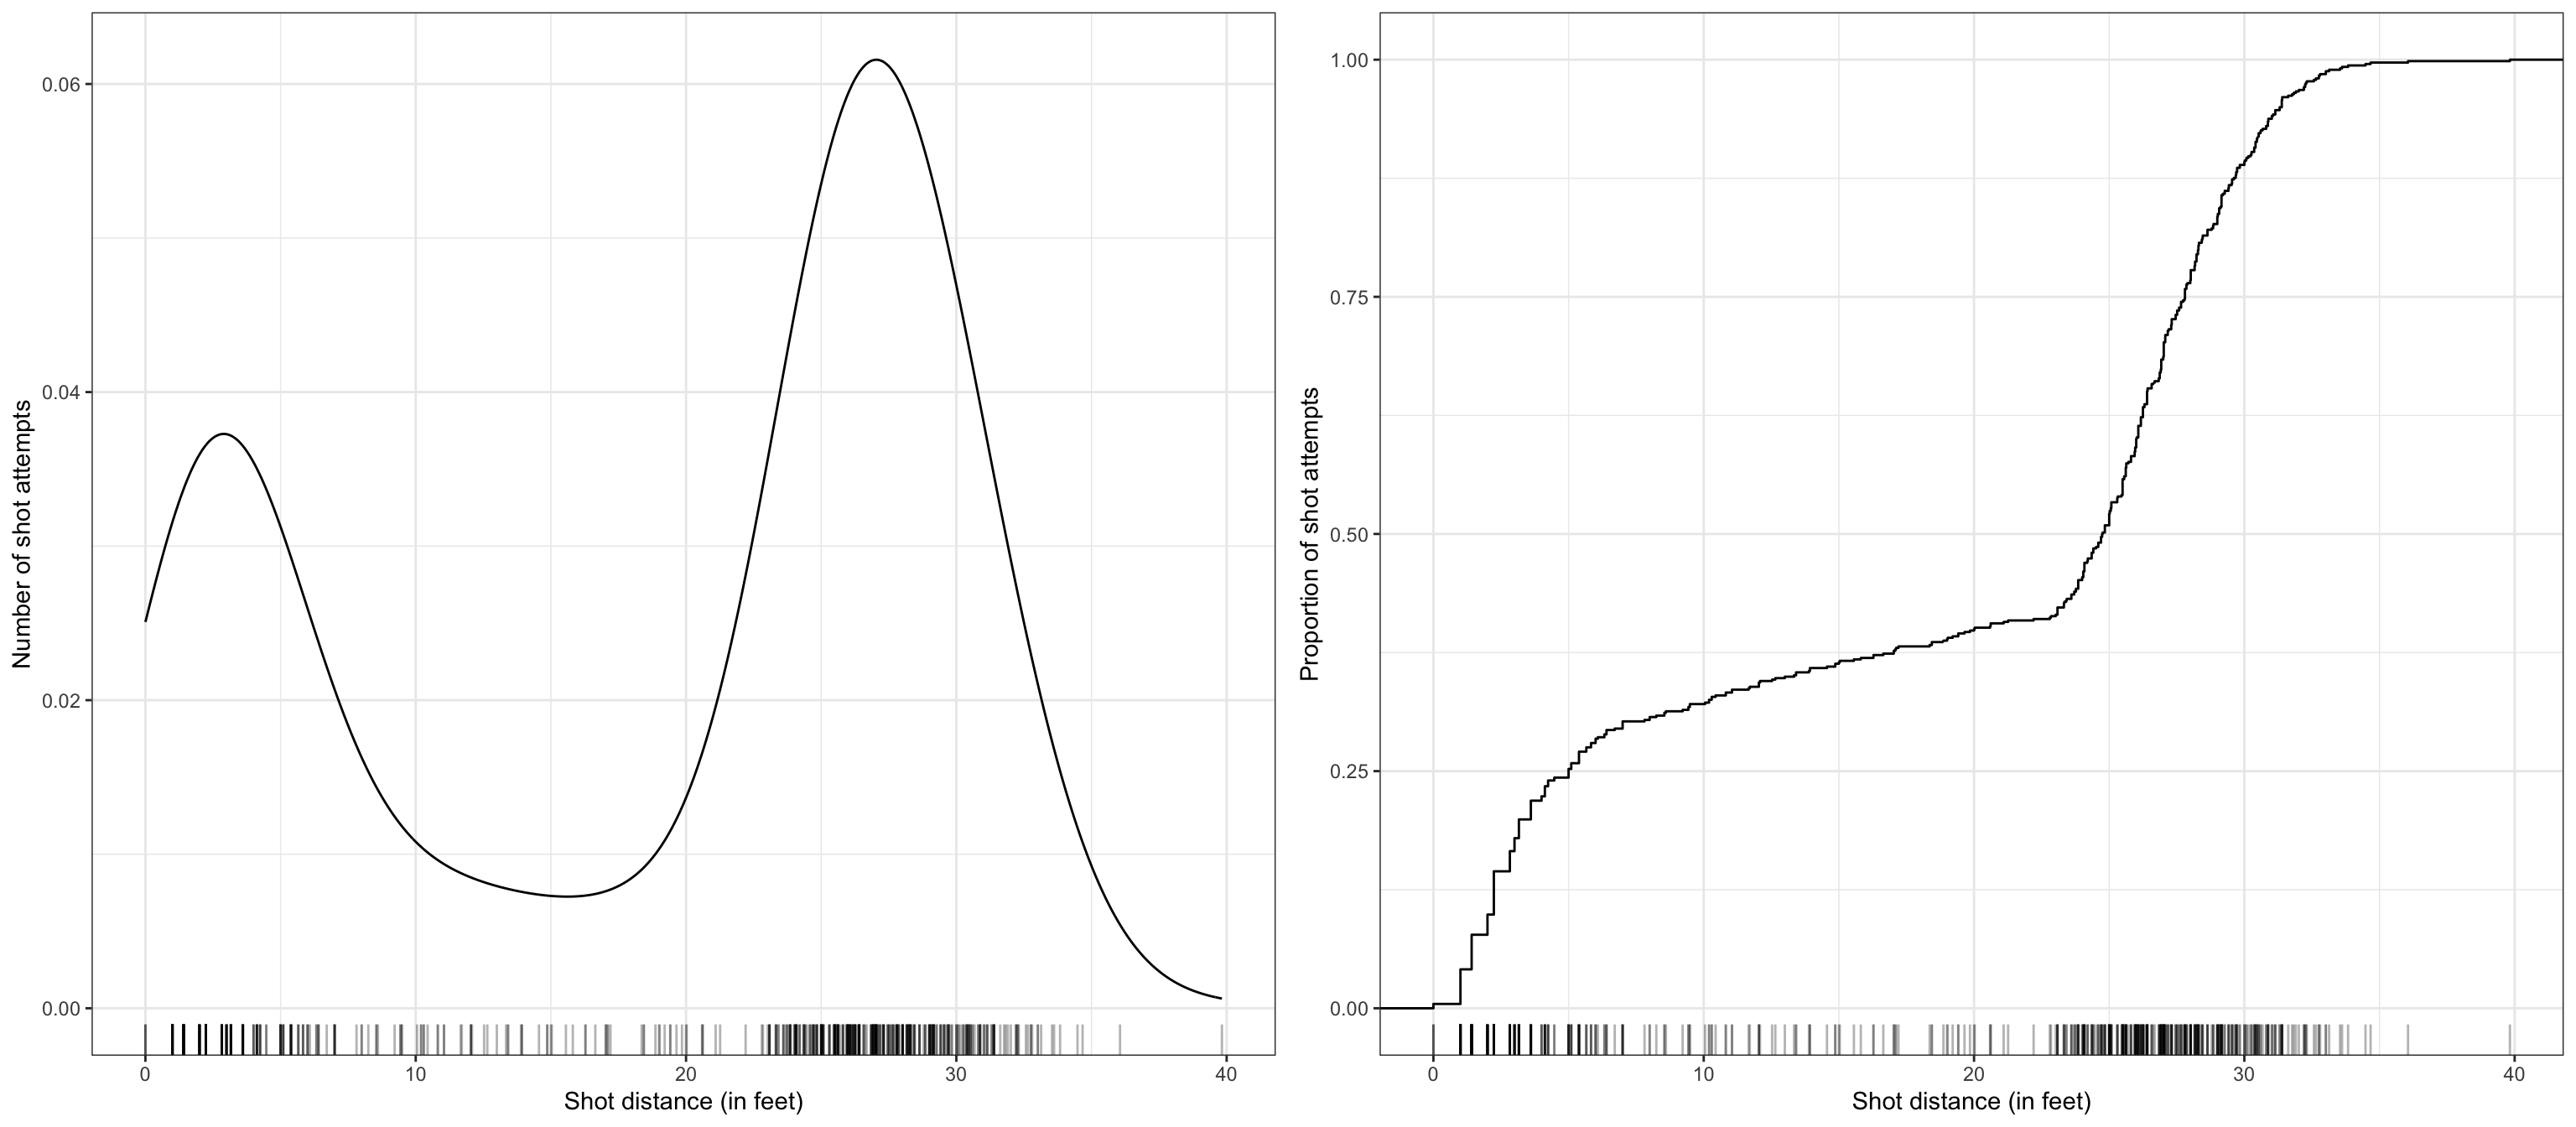 Number of shot attempts
0.06
0.04
0.02
0.00
0 10 20 30 40
Shot distance (in feet)
Proportion of shot attempts
1.00
0.75
0.50
0.25
0.00
0 10 20 30 40
Shot distance (in feet)